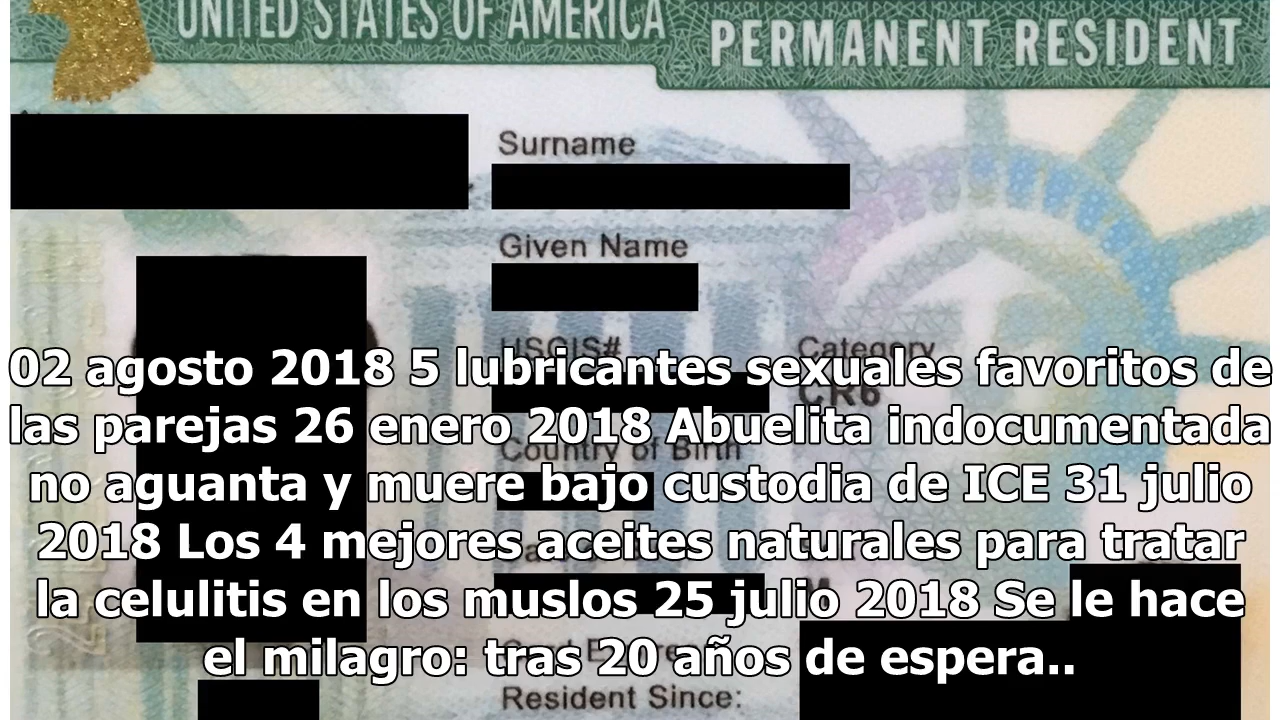 UNITED STATES OF AMERICA
PERMANENT RESIDENT
Surname
Given Name
USCIS#
Category
CR6
Country of Birth
02 agosto 2018 5 lubricantes sexuales favoritos de
las parejas 26 enero 2018 Abuelita indocumentada
no aguanta y muere bajo custodia de ICE 31 julio
2018 Los 4 mejores aceites naturales para tratar
la celulitis en los muslos 25 julio 2018 Se le hace
el milagro: tras 20 años de espera..
Resident Since: